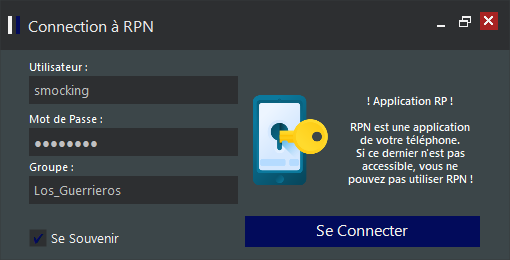 Connection à RPN
Utilisateur :
smocking
Mot de Passe :
●●●●●●●●
Groupe :
Los_Guerrieros
Se Souvenir
! Application RP !
RPN est une application
de votre téléphone.
Si ce dernier n'est pas
accessible, vous ne
pouvez pas utiliser RPN !
Se Connecter